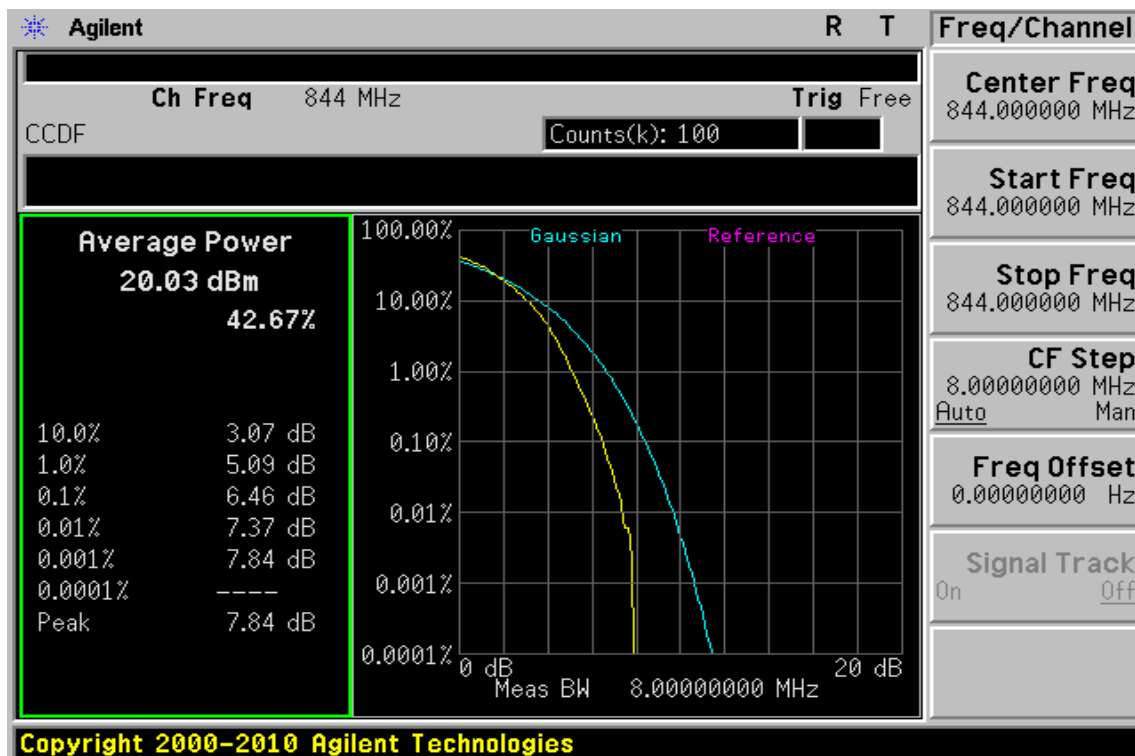 Agilent
R T
Freq/Channel
Ch Freq 844 MHz
Trig Free
CCDF
Counts(k): 100
Average Power
20.03 dBm
42.67%
10.0% 3.07 dB
1.0% 5.09 dB
0.1% 6.46 dB
0.01% 7.37 dB
0.001% 7.84 dB
0.0001% ----
Peak 7.84 dB
Gaussian
Reference
100.00%
10.00%
1.00%
0.10%
0.01%
0.001%
0.0001%
0 dB
20 dB
Meas BW 8.00000000 MHz
Center Freq
844.000000 MHz
Start Freq
844.000000 MHz
Stop Freq
844.000000 MHz
CF Step
8.00000000 MHz
Auto Man
Freq Offset
0.00000000 Hz
Signal Track
On Off
Copyright 2000-2010 Agilent Technologies